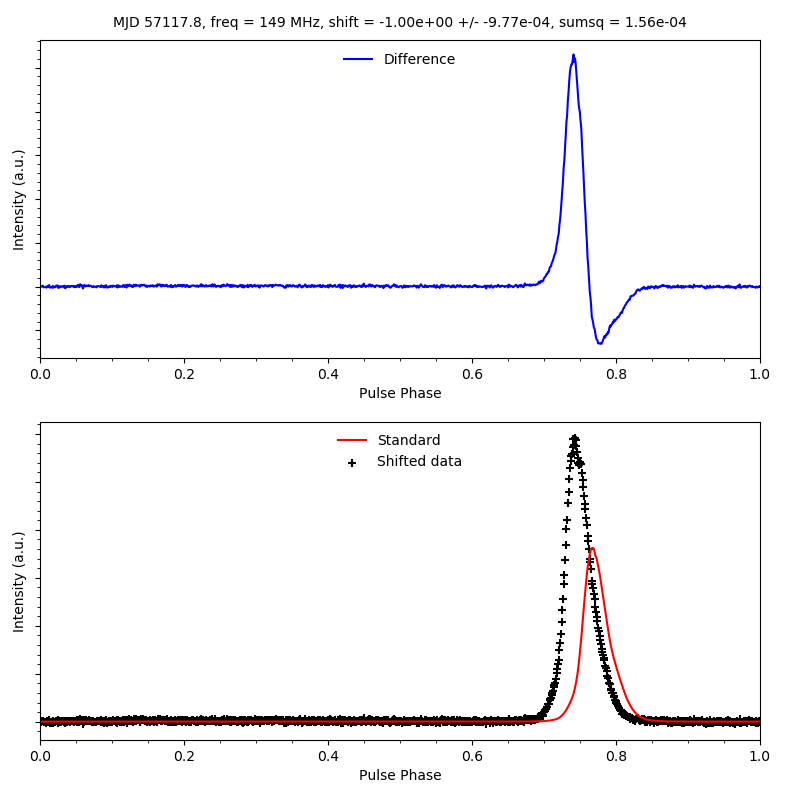 MJD 57117.8, freq = 149 MHz, shift = -1.00e+00 +/- -9.77e-04, sumsq = 1.56e-04
Difference
Intensity (a.u.)
0.0 0.2 0.4 0.6 0.8 1.0
Pulse Phase
Standard
Shifted data
Intensity (a.u.)
0.0 0.2 0.4 0.6 0.8 1.0
Pulse Phase